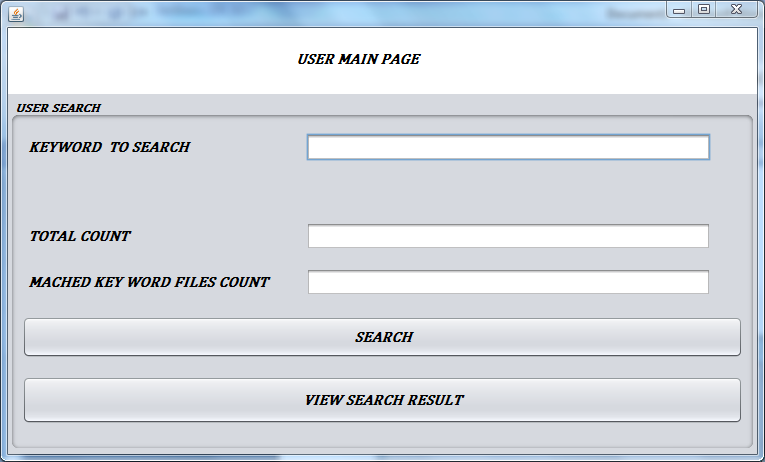 USER MAIN PAGE
USER SEARCH
KEYWORD TO SEARCH
TOTAL COUNT
MACHED KEY WORD FILES COUNT
SEARCH
VIEW SEARCH RESULT